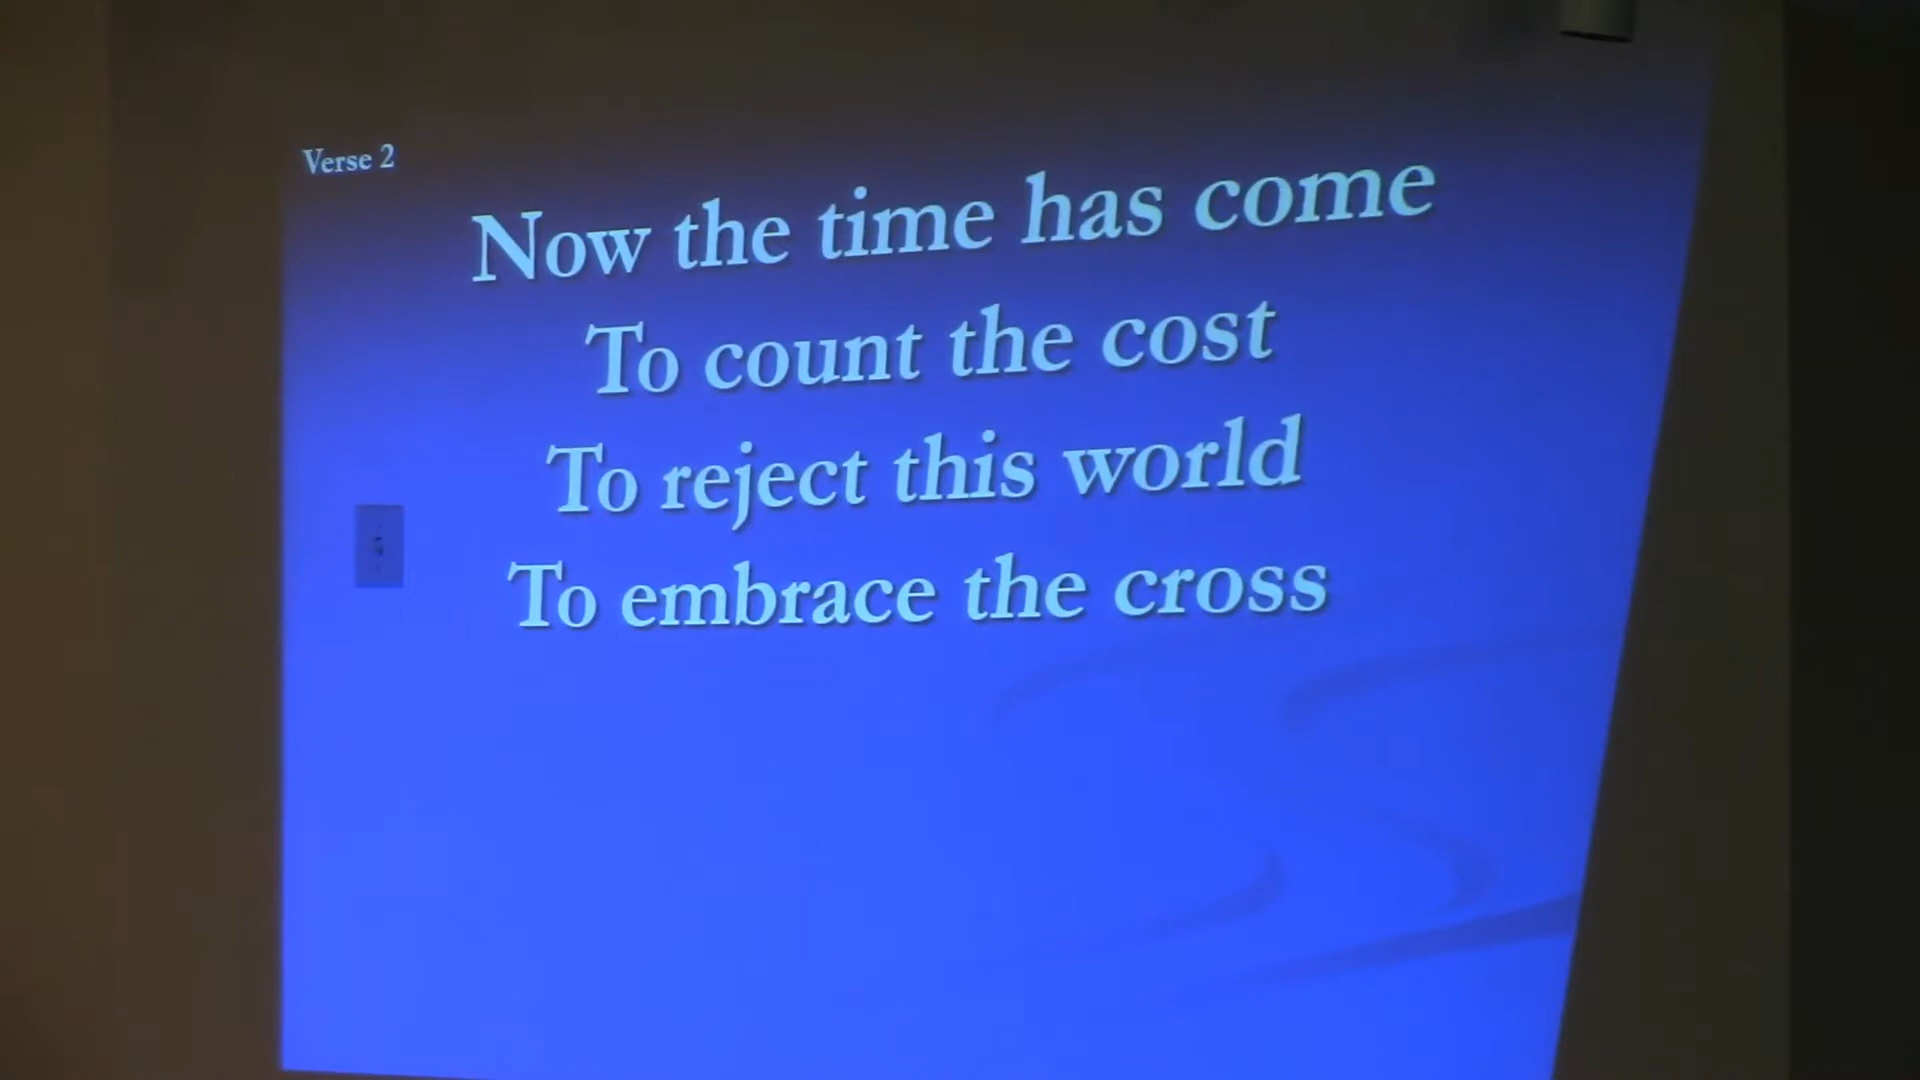 Verse 2
Now the time has come
To count the cost
To reject this world
To embrace the cross